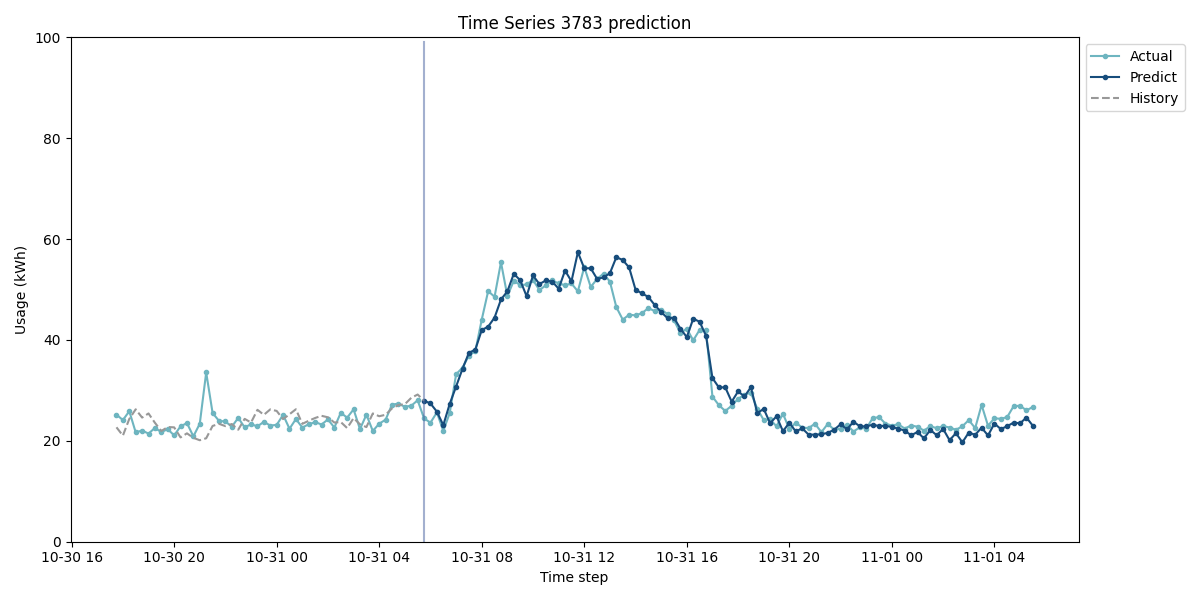 Time Series 3783 prediction
100
80
60
40
20
0
Usage (kWh)
10-30 16
10-30 20
10-31 00
10-31 04
10-31 08
10-31 12
10-31 16
10-31 20
11-01 00
11-01 04
Time step
Actual
Predict
History